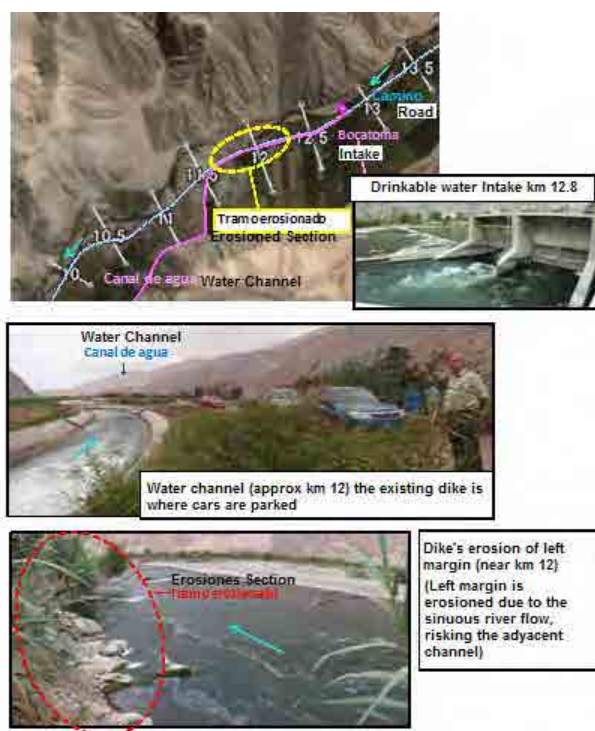 13.5
Camino
13
Road
Bocatoma
12.5
Intake
12
11.5
Tramo erosionado
Erosioned Section
11
10.5
10
Canal de agua
Water Channel
Drinkable water Intake km 12.8
Water Channel
Canal de agua
Water channel (approx km 12) the existing dike is
where cars are parked
Erosiones Section
Tramo erosionado
Dike's erosion of left
margin (near km 12)
(Left margin is
erosioned due to the
sinuous river flow,
risking the adjacent
channel)